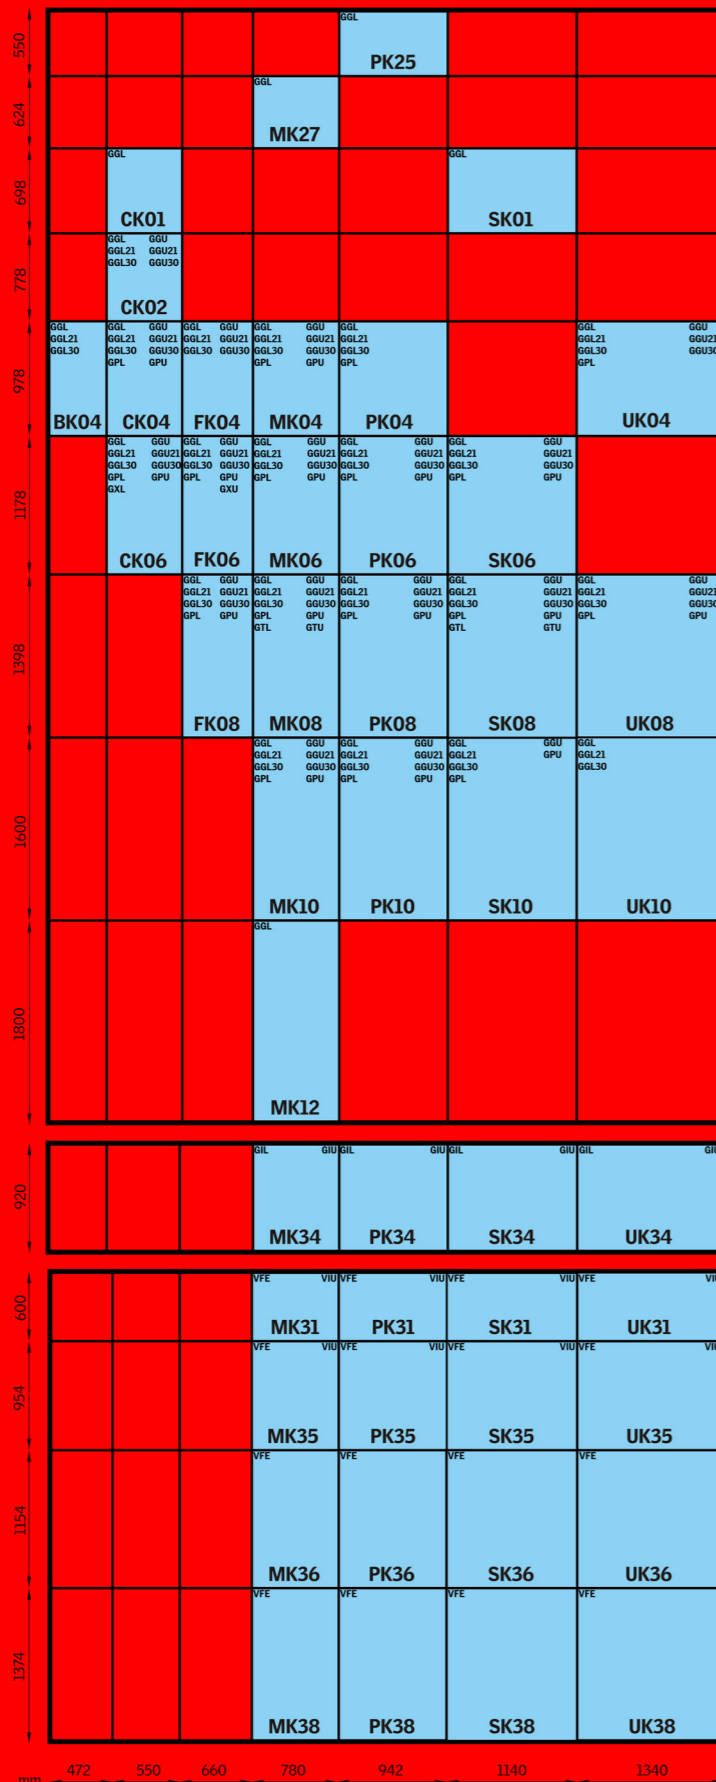 550
GGL
PK25
624
GGL
MK27
698
GGL
CK01
GGL
SK01
778
GGL GGU
GGL21 GGU21
GGL30 GGU30
CK02
978
GGL
GGL21
GGL30
BK04
GGL GGU
GGL21 GGU21
GGL30 GGU30
GPL GPU
CK04
GGL GGU
GGL21 GGU21
GGL30 GGU30
FK04
GGL GGU
GGL21 GGU21
GGL30 GGU30
GPL GPU
MK04
GGL
GGL21
GGL30
GPL
PK04
GGL GGU
GGL21 GGU21
GGL30 GGU30
GPL
UK04
1178
GGL GGU
GGL21 GGU21
GGL30 GGU30
GPL GPU
GXL
CK06
GGL GGU
GGL21 GGU21
GGL30 GGU30
GPL GPU
GXU
FK06
GGL GGU
GGL21 GGU21
GGL30 GGU30
GPL GPU
MK06
GGL GGU
GGL21 GGU21
GGL30 GGU30
GPL GPU
PK06
GGL GGU
GGL21 GGU21
GGL30 GGU30
GPL GPU
SK06
1398
GGL GGU
GGL21 GGU21
GGL30 GGU30
GPL GPU
FK08
GGL GGU
GGL21 GGU21
GGL30 GGU30
GPL GPU
GTL GTU
MK08
GGL GGU
GGL21 GGU21
GGL30 GGU30
GPL GPU
PK08
GGL GGU
GGL21 GGU21
GGL30 GGU30
GPL GPU
GTL GTU
SK08
GGL GGU
GGL21 GGU21
GGL30 GGU30
GPL GPU
UK08
1600
GGL GGU
GGL21 GGU21
GGL30 GGU30
GPL GPU
MK10
GGL GGU
GGL21 GGU21
GGL30 GGU30
GPL GPU
PK10
GGL GGU
GGL21 GPU
GGL30
GPL
SK10
GGL
GGL21
GGL30
UK10
1800
GGL
MK12
920
GIL GIU
MK34
GIL GIU
PK34
GIL GIU
SK34
GIL GIU
UK34
600
VFE VIU
MK31
VFE VIU
PK31
VFE VIU
SK31
VFE VIU
UK31
954
VFE VIU
MK35
VFE VIU
PK35
VFE VIU
SK35
VFE VIU
UK35
1154
VFE
MK36
VFE
PK36
VFE
SK36
VFE
UK36
1374
VFE
MK38
VFE
PK38
VFE
SK38
VFE
UK38
mm 472 550 660 780 942 1140 1340